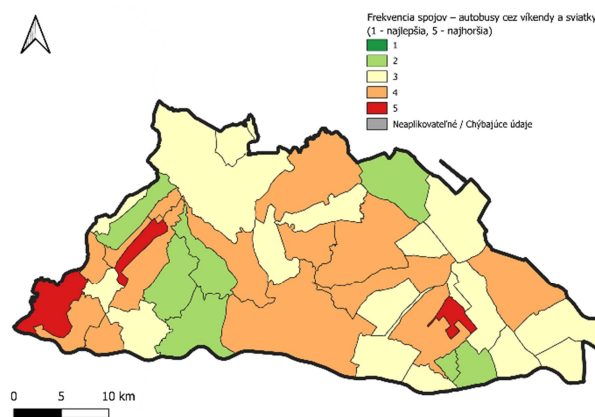 Frekvencia spojov – autobusy cez víkendy a sviatky
(1 - najlepšia, 5 - najhoršia)
1
2
3
4
5
Neaplikovateľné / Chýbajúce údaje
0 5 10 km